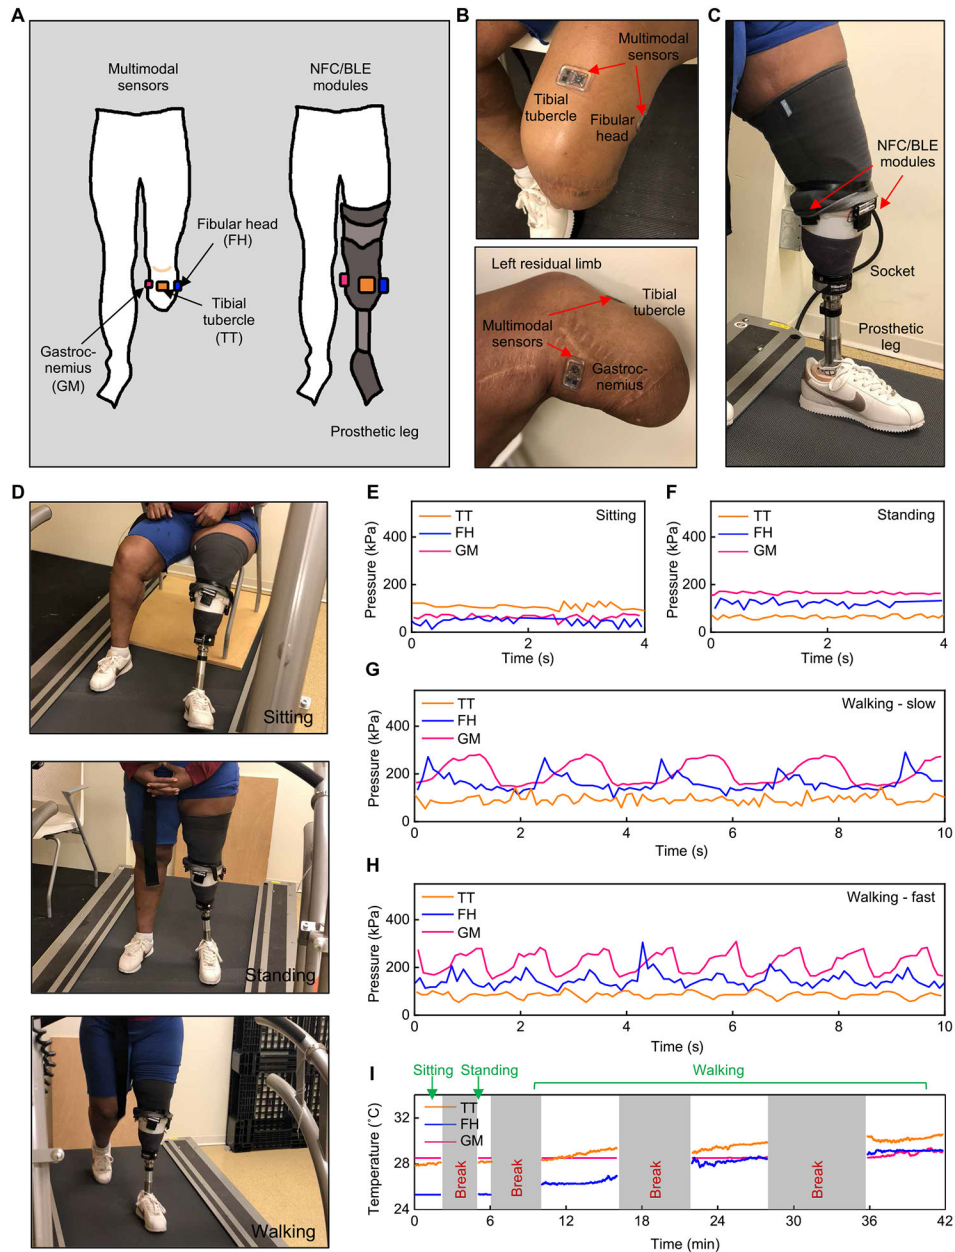 A
Multimodal
sensors
NFC/BLE
modules
Fibular head
(FH)
Tibial
tubercle
(TT)
Gastroc-
nemius
(GM)
Prosthetic leg
B
Multimodal
sensors
Tibial
tubercle
Fibular
head
Left residual limb
Tibial
tubercle
Multimodal
sensors
Gastroc-
nemius
C
NFC/BLE
modules
Socket
Prosthetic
leg
D
Sitting
Standing
Walking
E
Sitting
TT
FH
GM
Pressure (kPa)
400
200
0
0 2 4
Time (s)
F
Standing
TT
FH
GM
Pressure (kPa)
400
200
0
0 2 4
Time (s)
G
Walking - slow
TT
FH
GM
Pressure (kPa)
400
200
0
0 2 4 6 8 10
Time (s)
H
Walking - fast
TT
FH
GM
Pressure (kPa)
400
200
0
0 2 4 6 8 10
Time (s)
I
Sitting Standing Walking
TT
FH
GM
Break
Break
Break
Break
Temperature (˚C)
32
28
24
0 6 12 18 24 30 36 42
Time (min)